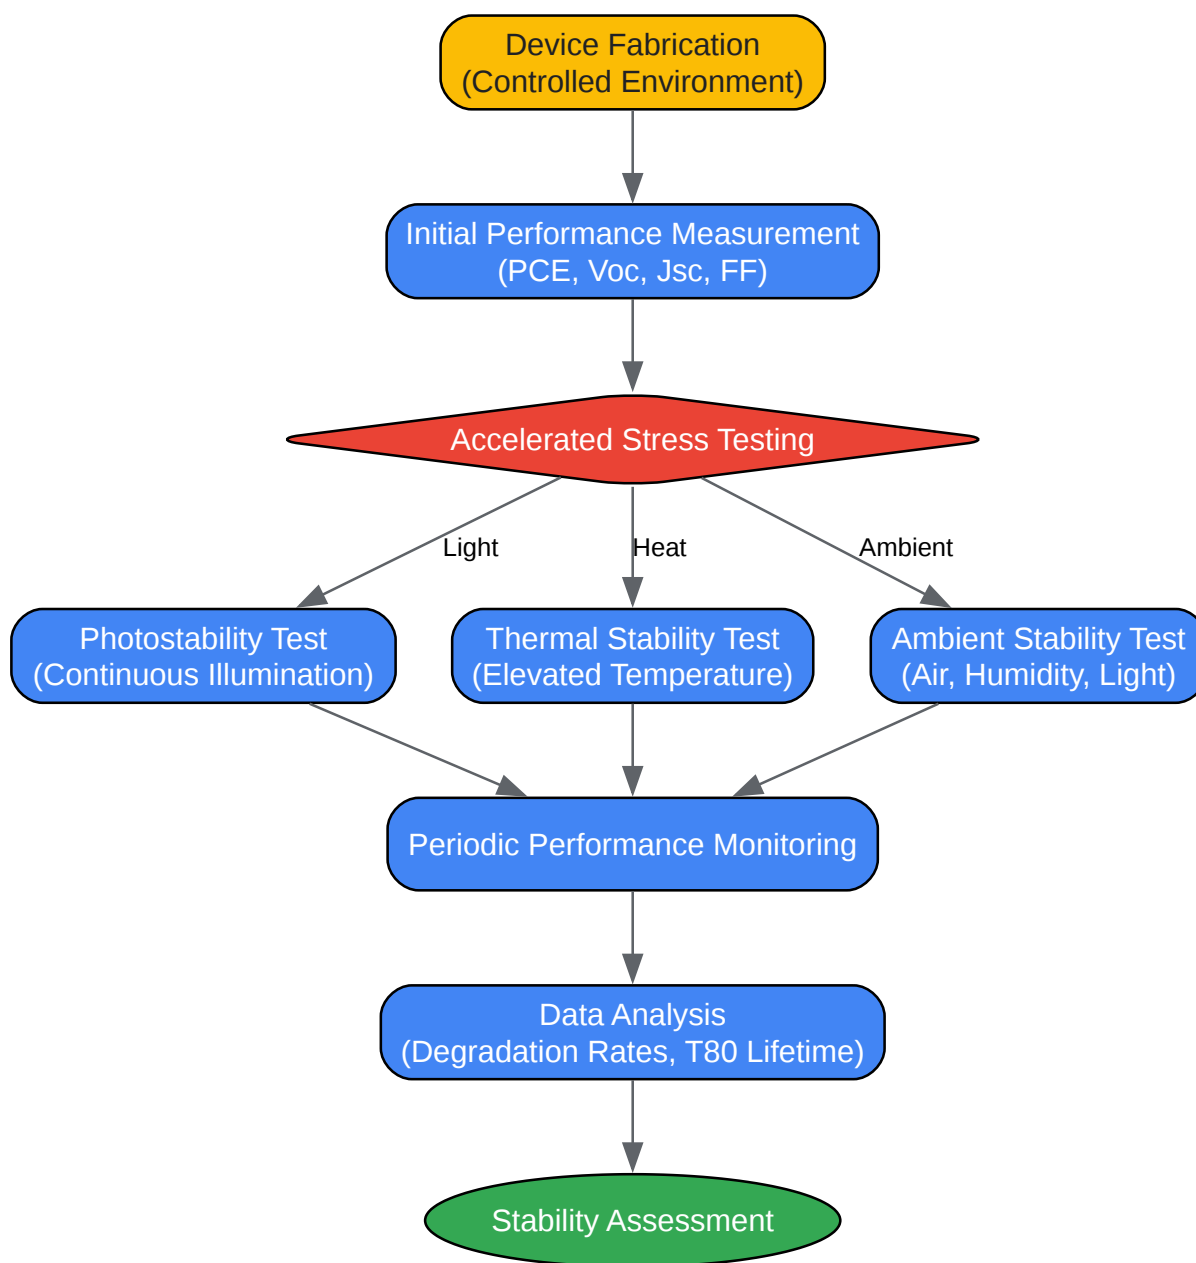 Device Fabrication
(Controlled Environment)
Initial Performance Measurement
(PCE, Voc, Jsc, FF)
Accelerated Stress Testing
Light
Heat
Ambient
Photostability Test
(Continuous Illumination)
Thermal Stability Test
(Elevated Temperature)
Ambient Stability Test
(Air, Humidity, Light)
Periodic Performance Monitoring
Data Analysis
(Degradation Rates, T80 Lifetime)
Stability Assessment